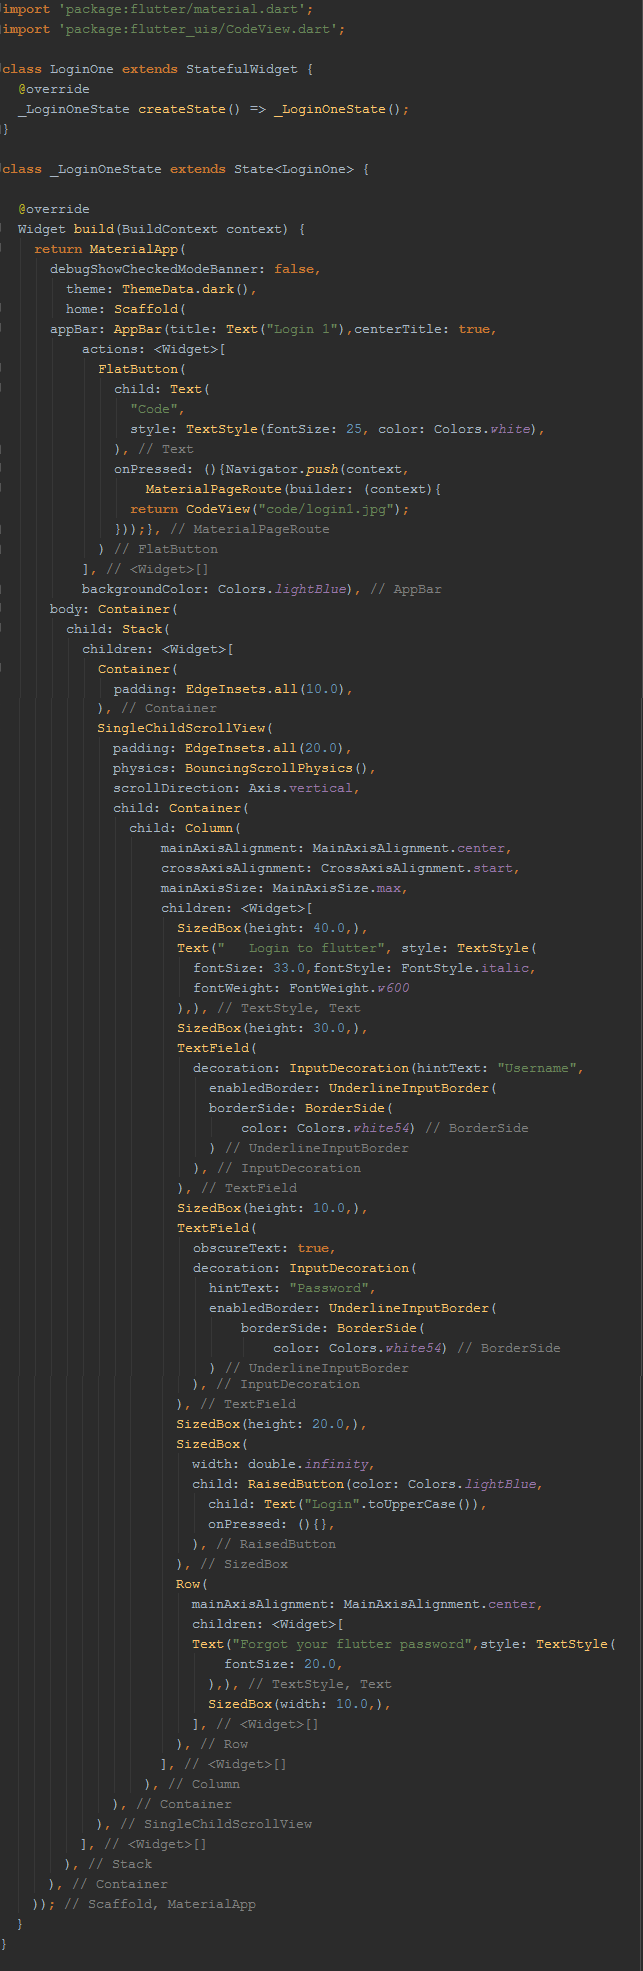 import 'package:flutter/material.dart';
import 'package:flutter_uis/CodeView.dart';

class LoginOne extends StatefulWidget {
  @override
  _LoginOneState createState() => _LoginOneState();
}

class _LoginOneState extends State<LoginOne> {

  @override
  Widget build(BuildContext context) {
    return MaterialApp(
      debugShowCheckedModeBanner: false,
        theme: ThemeData.dark(),
        home: Scaffold(
      appBar: AppBar(title: Text("Login 1"),centerTitle: true,
          actions: <Widget>[
            FlatButton(
              child: Text(
                "Code",
                style: TextStyle(fontSize: 25, color: Colors.white),
              ), // Text
              onPressed: (){Navigator.push(context,
                  MaterialPageRoute(builder: (context){
                return CodeView("code/login1.jpg");
              }));}, // MaterialPageRoute
            ) // FlatButton
          ], // <Widget>[]
          backgroundColor: Colors.lightBlue), // AppBar
      body: Container(
        child: Stack(
          children: <Widget>[
            Container(
              padding: EdgeInsets.all(10.0),
            ), // Container
            SingleChildScrollView(
              padding: EdgeInsets.all(20.0),
              physics: BouncingScrollPhysics(),
              scrollDirection: Axis.vertical,
              child: Container(
                child: Column(
                    mainAxisAlignment: MainAxisAlignment.center,
                    crossAxisAlignment: CrossAxisAlignment.start,
                    mainAxisSize: MainAxisSize.max,
                    children: <Widget>[
                      SizedBox(height: 40.0,),
                      Text("   Login to flutter", style: TextStyle(
                        fontSize: 33.0,fontStyle: FontStyle.italic,
                        fontWeight: FontWeight.w600
                      ),), // TextStyle, Text
                      SizedBox(height: 30.0,),
                      TextField(
                        decoration: InputDecoration(hintText: "Username",
                          enabledBorder: UnderlineInputBorder(
                          borderSide: BorderSide(
                              color: Colors.white54) // BorderSide
                          ) // UnderlineInputBorder
                        ), // InputDecoration
                      ), // TextField
                      SizedBox(height: 10.0,),
                      TextField(
                        obscureText: true,
                        decoration: InputDecoration(
                          hintText: "Password",
                          enabledBorder: UnderlineInputBorder(
                              borderSide: BorderSide(
                                  color: Colors.white54) // BorderSide
                          ) // UnderlineInputBorder
                        ), // InputDecoration
                      ), // TextField
                      SizedBox(height: 20.0,),
                      SizedBox(
                        width: double.infinity,
                        child: RaisedButton(color: Colors.lightBlue,
                          child: Text("Login".toUpperCase()),
                          onPressed: (){},
                        ), // RaisedButton
                      ), // SizedBox
                      Row(
                        mainAxisAlignment: MainAxisAlignment.center,
                        children: <Widget>[
                        Text("Forgot your flutter password",style: TextStyle(
                            fontSize: 20.0,
                          ),), // TextStyle, Text
                          SizedBox(width: 10.0,),
                        ], // <Widget>[]
                      ), // Row
                    ], // <Widget>[]
                  ), // Column
              ), // Container
            ), // SingleChildScrollView
          ], // <Widget>[]
        ), // Stack
      ), // Container
    )); // Scaffold, MaterialApp
  }
}